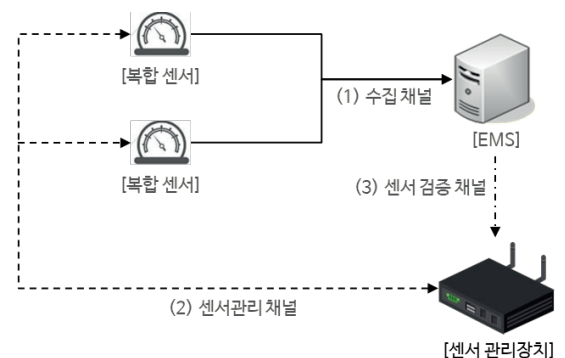 [복합 센서]
(1) 수집 채널
[복합 센서]
[EMS]
(3) 센서 검증 채널
(2) 센서관리 채널
[센서 관리장치]